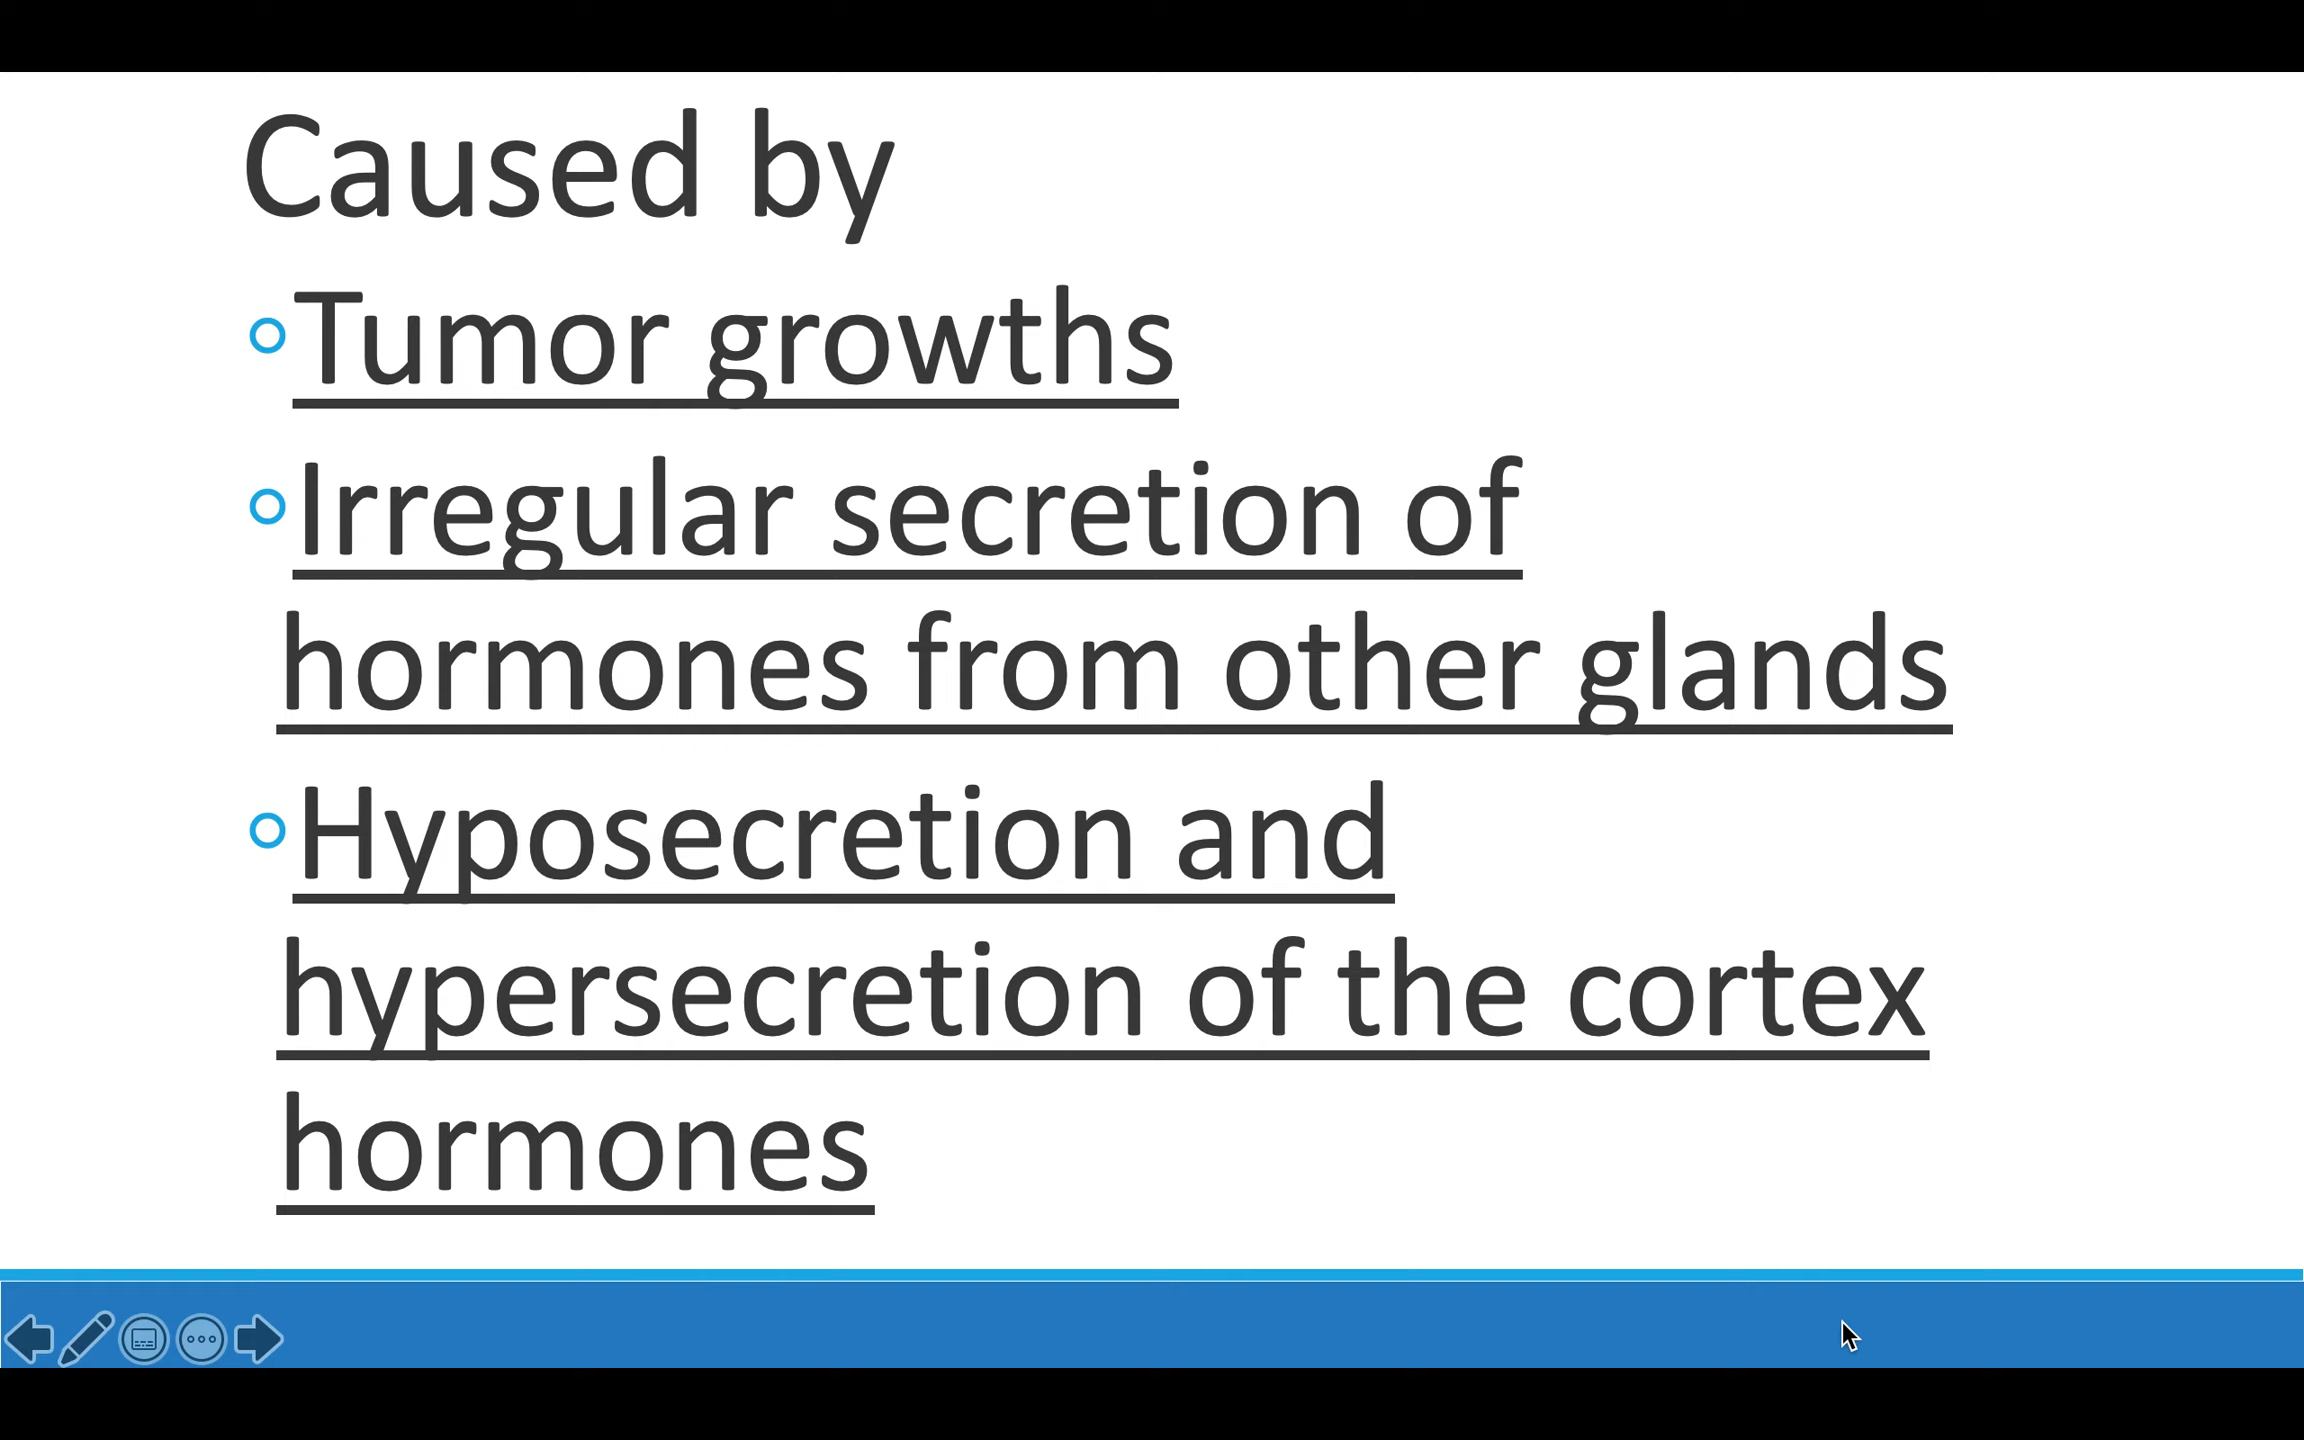 Caused by
Tumor growths
Irregular secretion of
hormones from other glands
Hyposecretion and
hypersecretion of the cortex
hormones